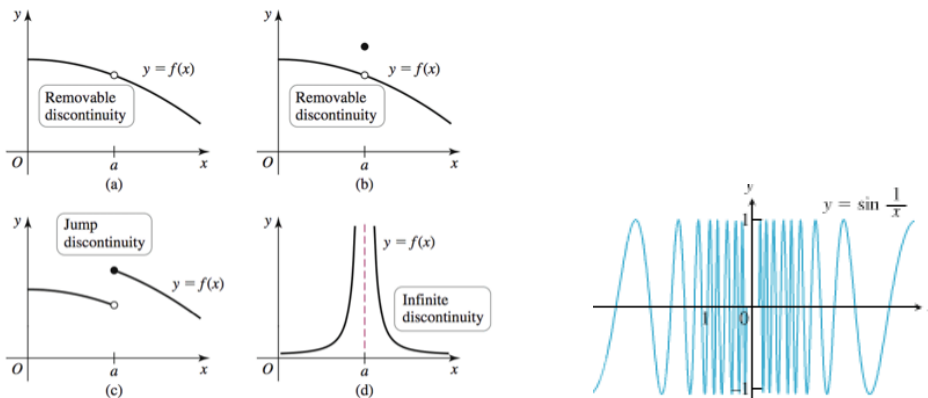 y
y = f(x)
Removable
discontinuity
O
a
x
(a)
y
y = f(x)
Removable
discontinuity
O
a
x
(b)
y
Jump
discontinuity
y = f(x)
O
a
x
(c)
y
y = f(x)
Infinite
discontinuity
O
a
x
(d)
y
y = sin 1/x
1
1
0
-1